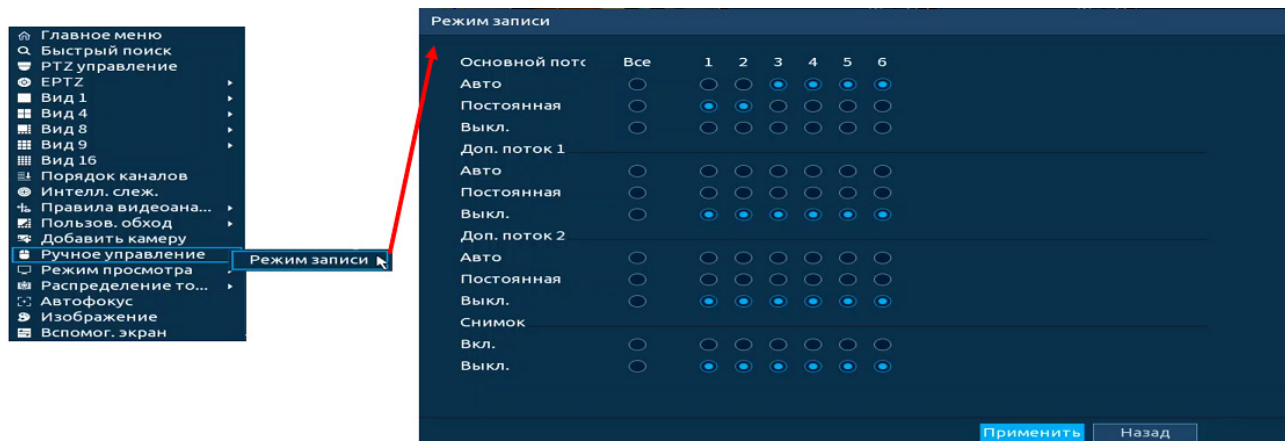 Главное меню
Быстрый поиск
PTZ управление
EPTZ
Вид 1
Вид 4
Вид 8
Вид 9
Вид 16
Порядок каналов
Интелл. слеж.
Правила видеоана...
Пользов. обход
Добавить камеру
Ручное управление
Режим просмотра
Распределение то...
Автофокус
Изображение
Вспомог. экран
Режим записи
Режим записи
Основной пото Все 1 2 3 4 5 6
Авто
Постоянная
Выкл.
Доп. поток 1
Авто
Постоянная
Выкл.
Доп. поток 2
Авто
Постоянная
Выкл.
Снимок
Вкл.
Выкл.
Применить Назад